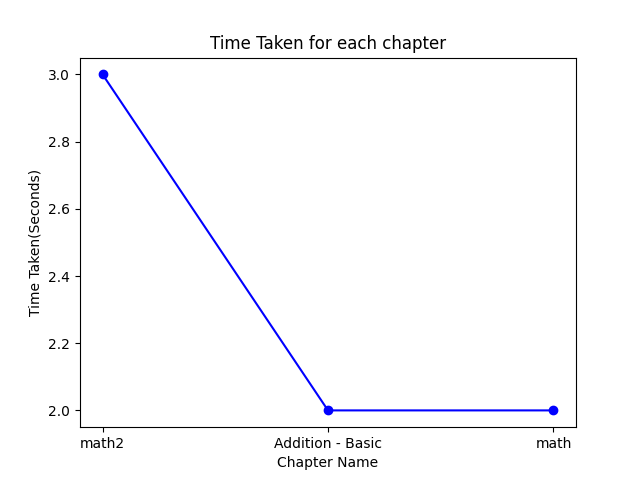 Time Taken for each chapter
Time Taken(Seconds)
3.0
2.8
2.6
2.4
2.2
2.0
math2 Addition - Basic math
Chapter Name